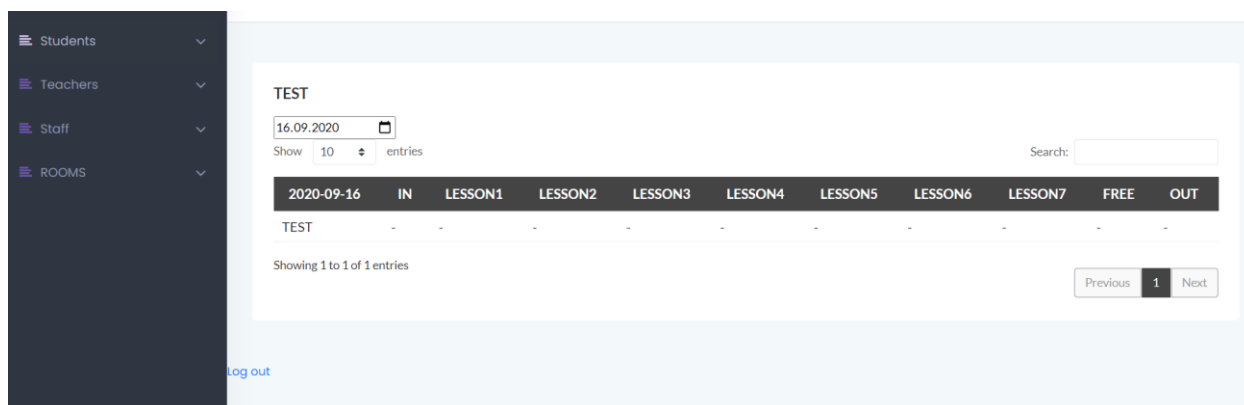 Students
Teachers
Staff
ROOMS
TEST
16.09.2020
Show 10 entries
Search:
2020-09-16 IN LESSON1 LESSON2 LESSON3 LESSON4 LESSON5 LESSON6 LESSON7 FREE OUT
TEST - - - - - - - - - -
Showing 1 to 1 of 1 entries
Previous 1 Next
Log out